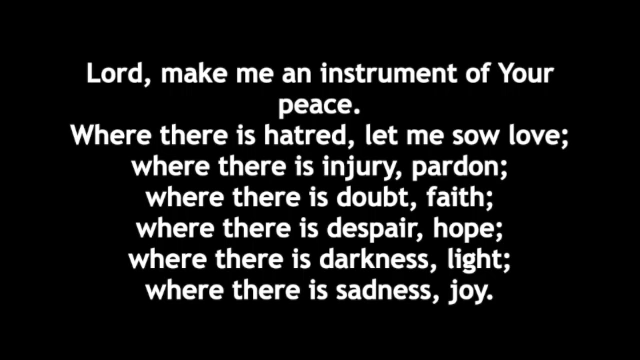 Lord, make me an instrument of Your
peace.
Where there is hatred, let me sow love;
where there is injury, pardon;
where there is doubt, faith;
where there is despair, hope;
where there is darkness, light;
where there is sadness, joy.